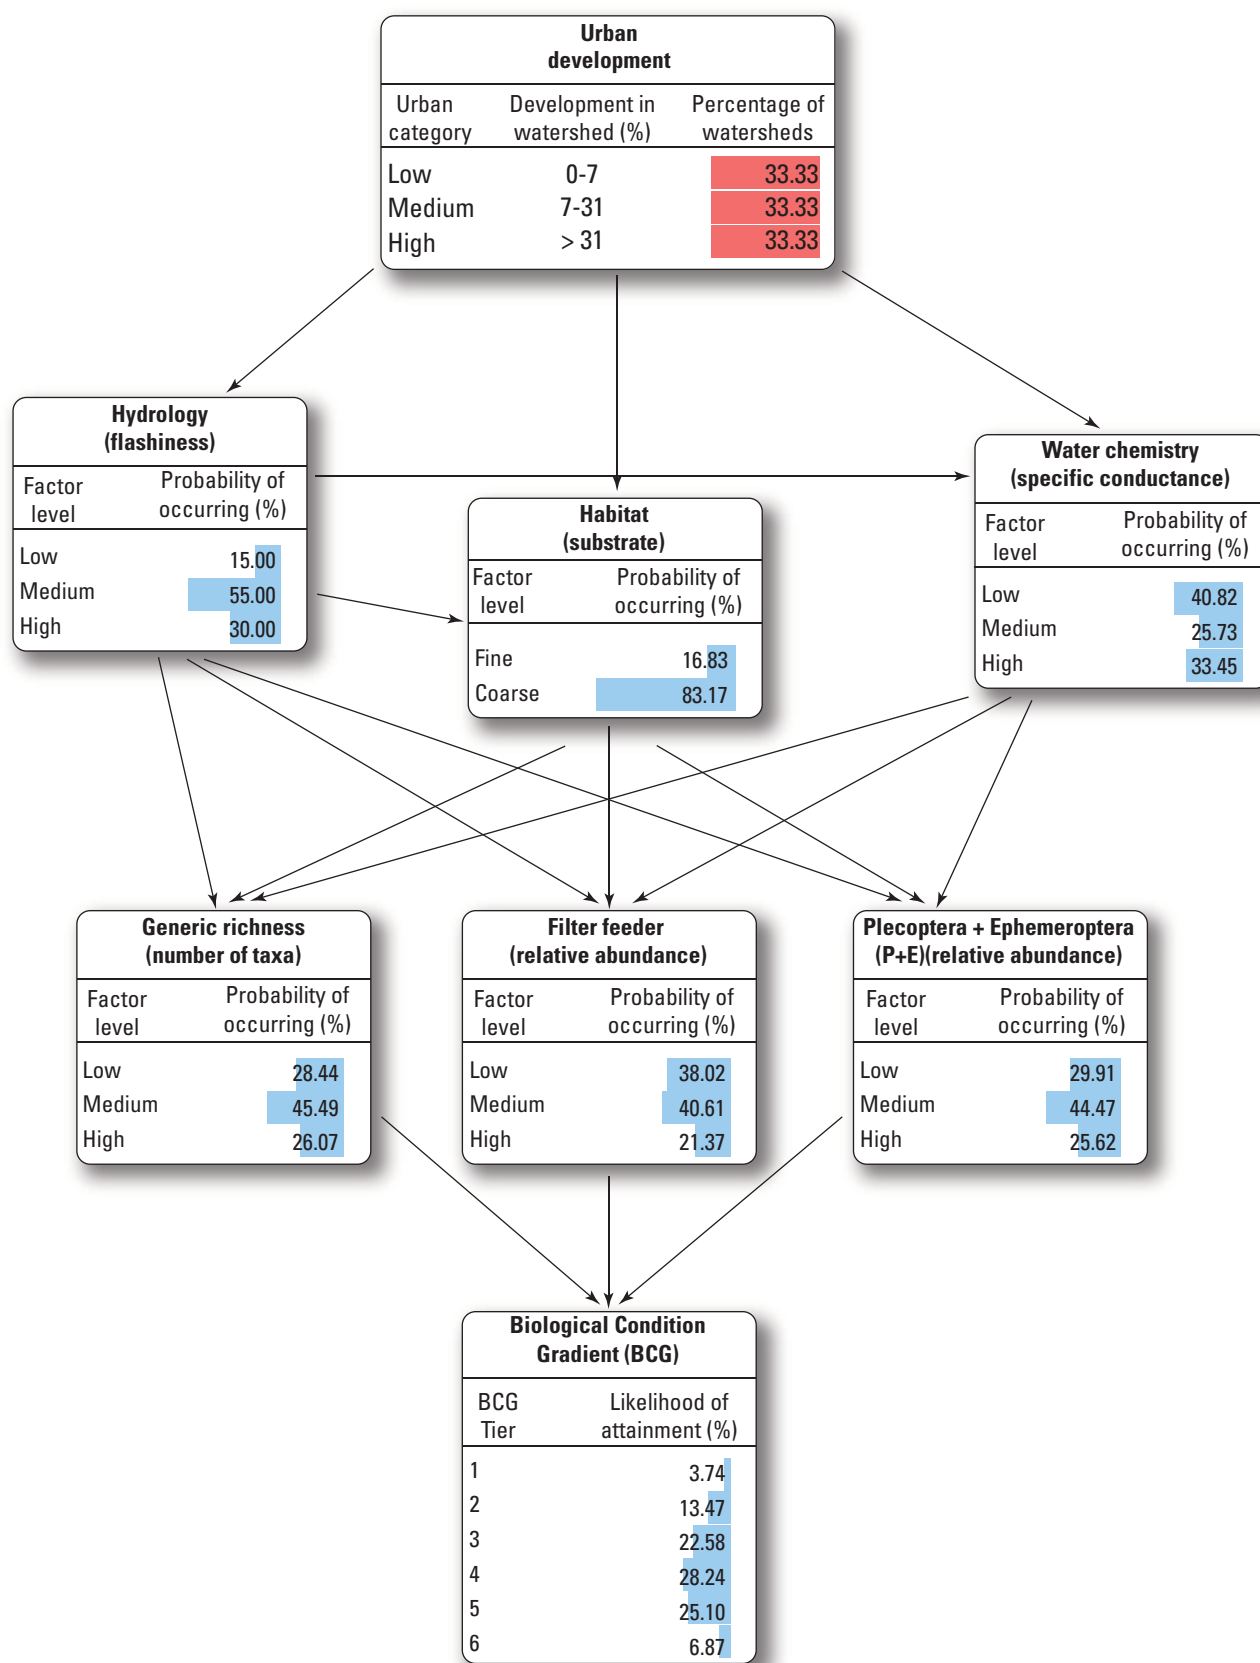 Urban
development
Urban category
Development in watershed (%)
Percentage of watersheds
Low 0-7 33.33
Medium 7-31 33.33
High > 31 33.33
Hydrology
(flashiness)
Factor level
Probability of occurring (%)
Low 15.00
Medium 55.00
High 30.00
Habitat
(substrate)
Factor level
Probability of occurring (%)
Fine 16.83
Coarse 83.17
Water chemistry
(specific conductance)
Factor level
Probability of occurring (%)
Low 40.82
Medium 25.73
High 33.45
Generic richness
(number of taxa)
Factor level
Probability of occurring (%)
Low 28.44
Medium 45.49
High 26.07
Filter feeder
(relative abundance)
Factor level
Probability of occurring (%)
Low 38.02
Medium 40.61
High 21.37
Plecoptera + Ephemeroptera
(P+E)(relative abundance)
Factor level
Probability of occurring (%)
Low 29.91
Medium 44.47
High 25.62
Biological Condition
Gradient (BCG)
BCG Tier
Likelihood of attainment (%)
1 3.74
2 13.47
3 22.58
4 28.24
5 25.10
6 6.87